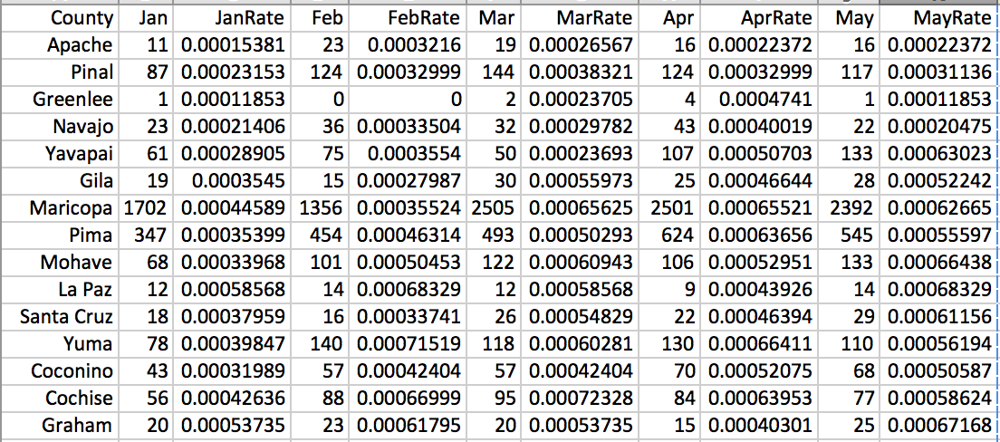 County Jan JanRate Feb FebRate Mar MarRate Apr AprRate May MayRate
Apache 11 0.00015381 23 0.0003216 19 0.00026567 16 0.00022372 16 0.00022372
Pinal 87 0.00023153 124 0.00032999 144 0.00038321 124 0.00032999 117 0.00031136
Greenlee 1 0.00011853 0 0 2 0.00023705 4 0.0004741 1 0.00011853
Navajo 23 0.00021406 36 0.00033504 32 0.00029782 43 0.00040019 22 0.00020475
Yavapai 61 0.00028905 75 0.0003554 50 0.00023693 107 0.00050703 133 0.00063023
Gila 19 0.0003545 15 0.00027987 30 0.00055973 25 0.00046644 28 0.00052242
Maricopa 1702 0.00044589 1356 0.00035524 2505 0.00065625 2501 0.00065521 2392 0.00062665
Pima 347 0.00035399 454 0.00046314 493 0.00050293 624 0.00063656 545 0.00055597
Mohave 68 0.00033968 101 0.00050453 122 0.00060943 106 0.00052951 133 0.00066438
La Paz 12 0.00058568 14 0.00068329 12 0.00058568 9 0.00043926 14 0.00068329
Santa Cruz 18 0.00037959 16 0.00033741 26 0.00054829 22 0.00046394 29 0.00061156
Yuma 78 0.00039847 140 0.00071519 118 0.00060281 130 0.00066411 110 0.00056194
Coconino 43 0.00031989 57 0.00042404 57 0.00042404 70 0.00052075 68 0.00050587
Cochise 56 0.00042636 88 0.00066999 95 0.00072328 84 0.00063953 77 0.00058624
Graham 20 0.00053735 23 0.00061795 20 0.00053735 15 0.00040301 25 0.00067168